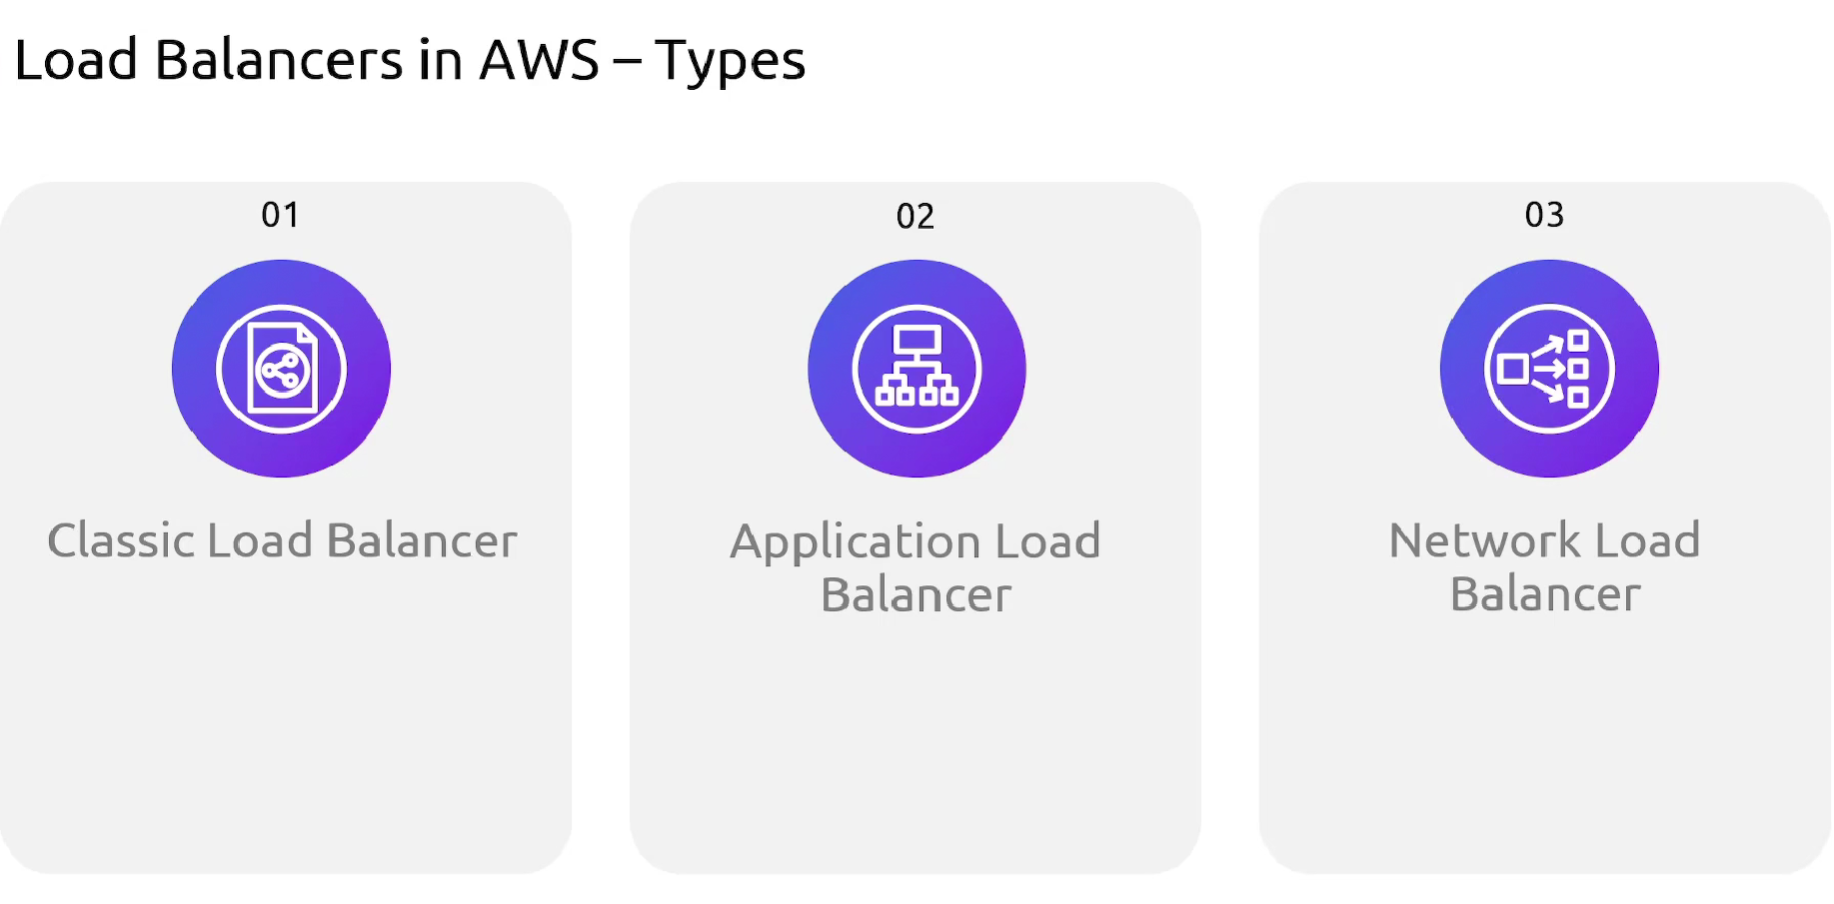 Load Balancers in AWS – Types
01
Classic Load Balancer
02
Application Load
Balancer
03
Network Load
Balancer